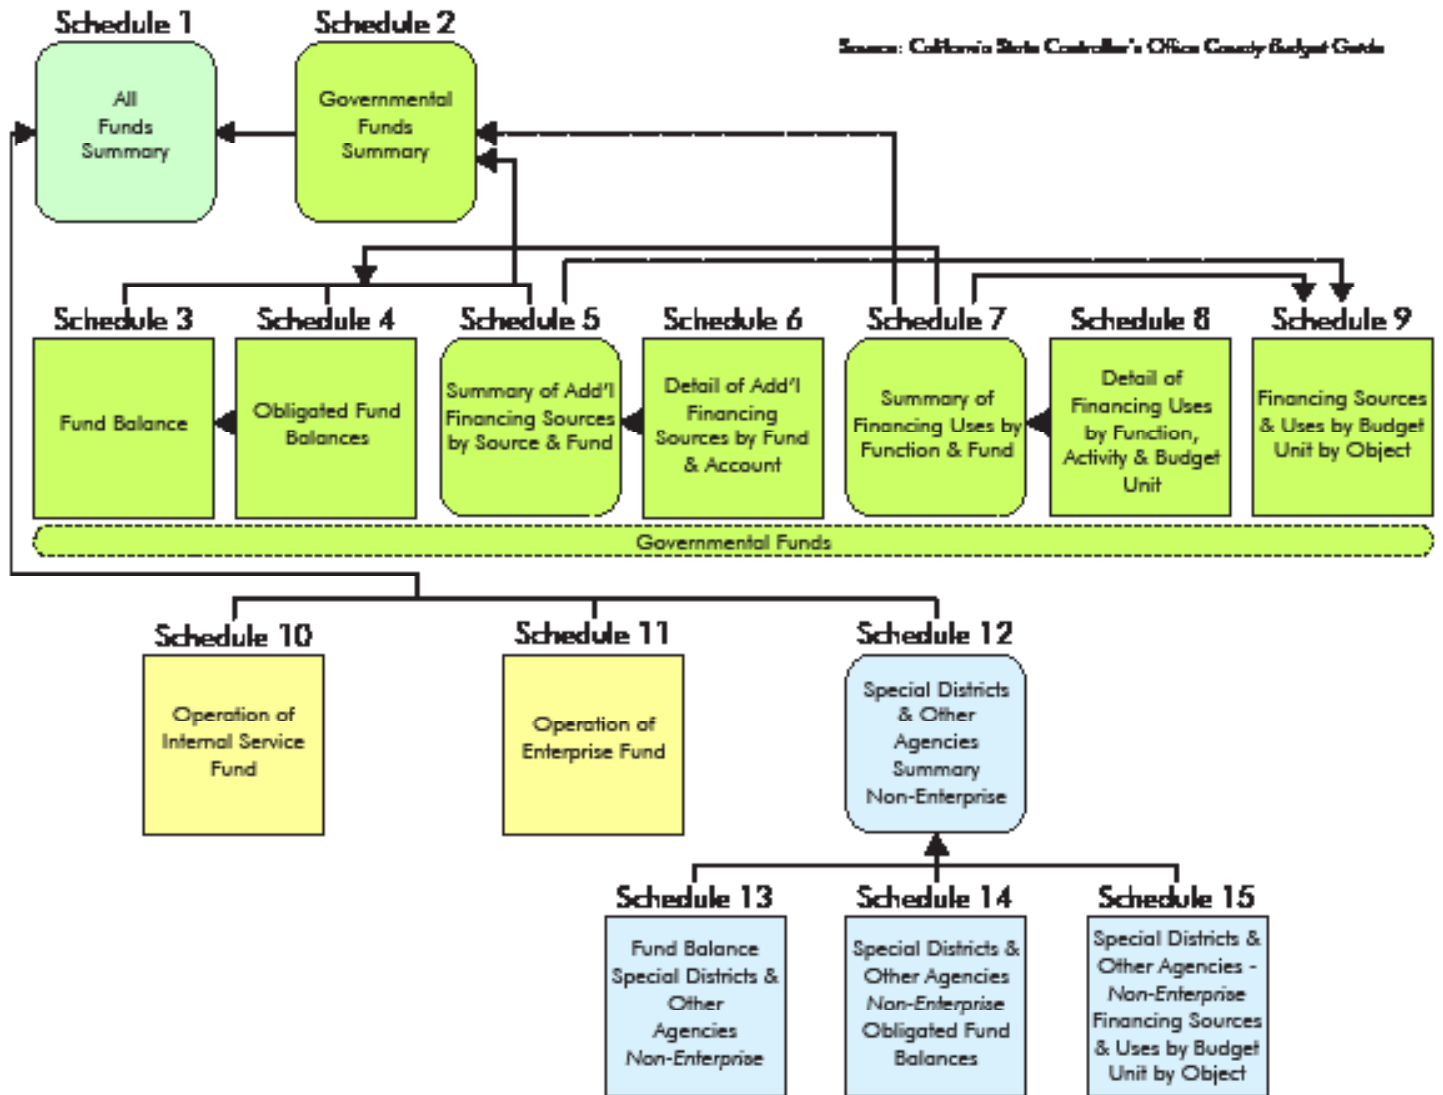 Schedule 1
Schedule 2
Source: California State Controller's Office County Budget Guide
All
Funds
Summary
Governmental
Funds
Summary
Schedule 3
Schedule 4
Schedule 5
Schedule 6
Schedule 7
Schedule 8
Schedule 9
Fund Balance
Obligated Fund
Balances
Summary of Add'l
Financing Sources
by Source & Fund
Detail of Add'l
Financing
Sources by Fund
& Account
Summary of
Financing Uses by
Function & Fund
Detail of
Financing Uses
by Function,
Activity & Budget
Unit
Financing Sources
& Uses by Budget
Unit by Object
Governmental Funds
Schedule 10
Schedule 11
Schedule 12
Operation of
Internal Service
Fund
Operation of
Enterprise Fund
Special Districts
& Other
Agencies
Summary
Non-Enterprise
Schedule 13
Schedule 14
Schedule 15
Fund Balance
Special Districts &
Other
Agencies
Non-Enterprise
Special Districts &
Other Agencies
Non-Enterprise
Obligated Fund
Balances
Special Districts &
Other Agencies -
Non-Enterprise
Financing Sources
& Uses by Budget
Unit by Object